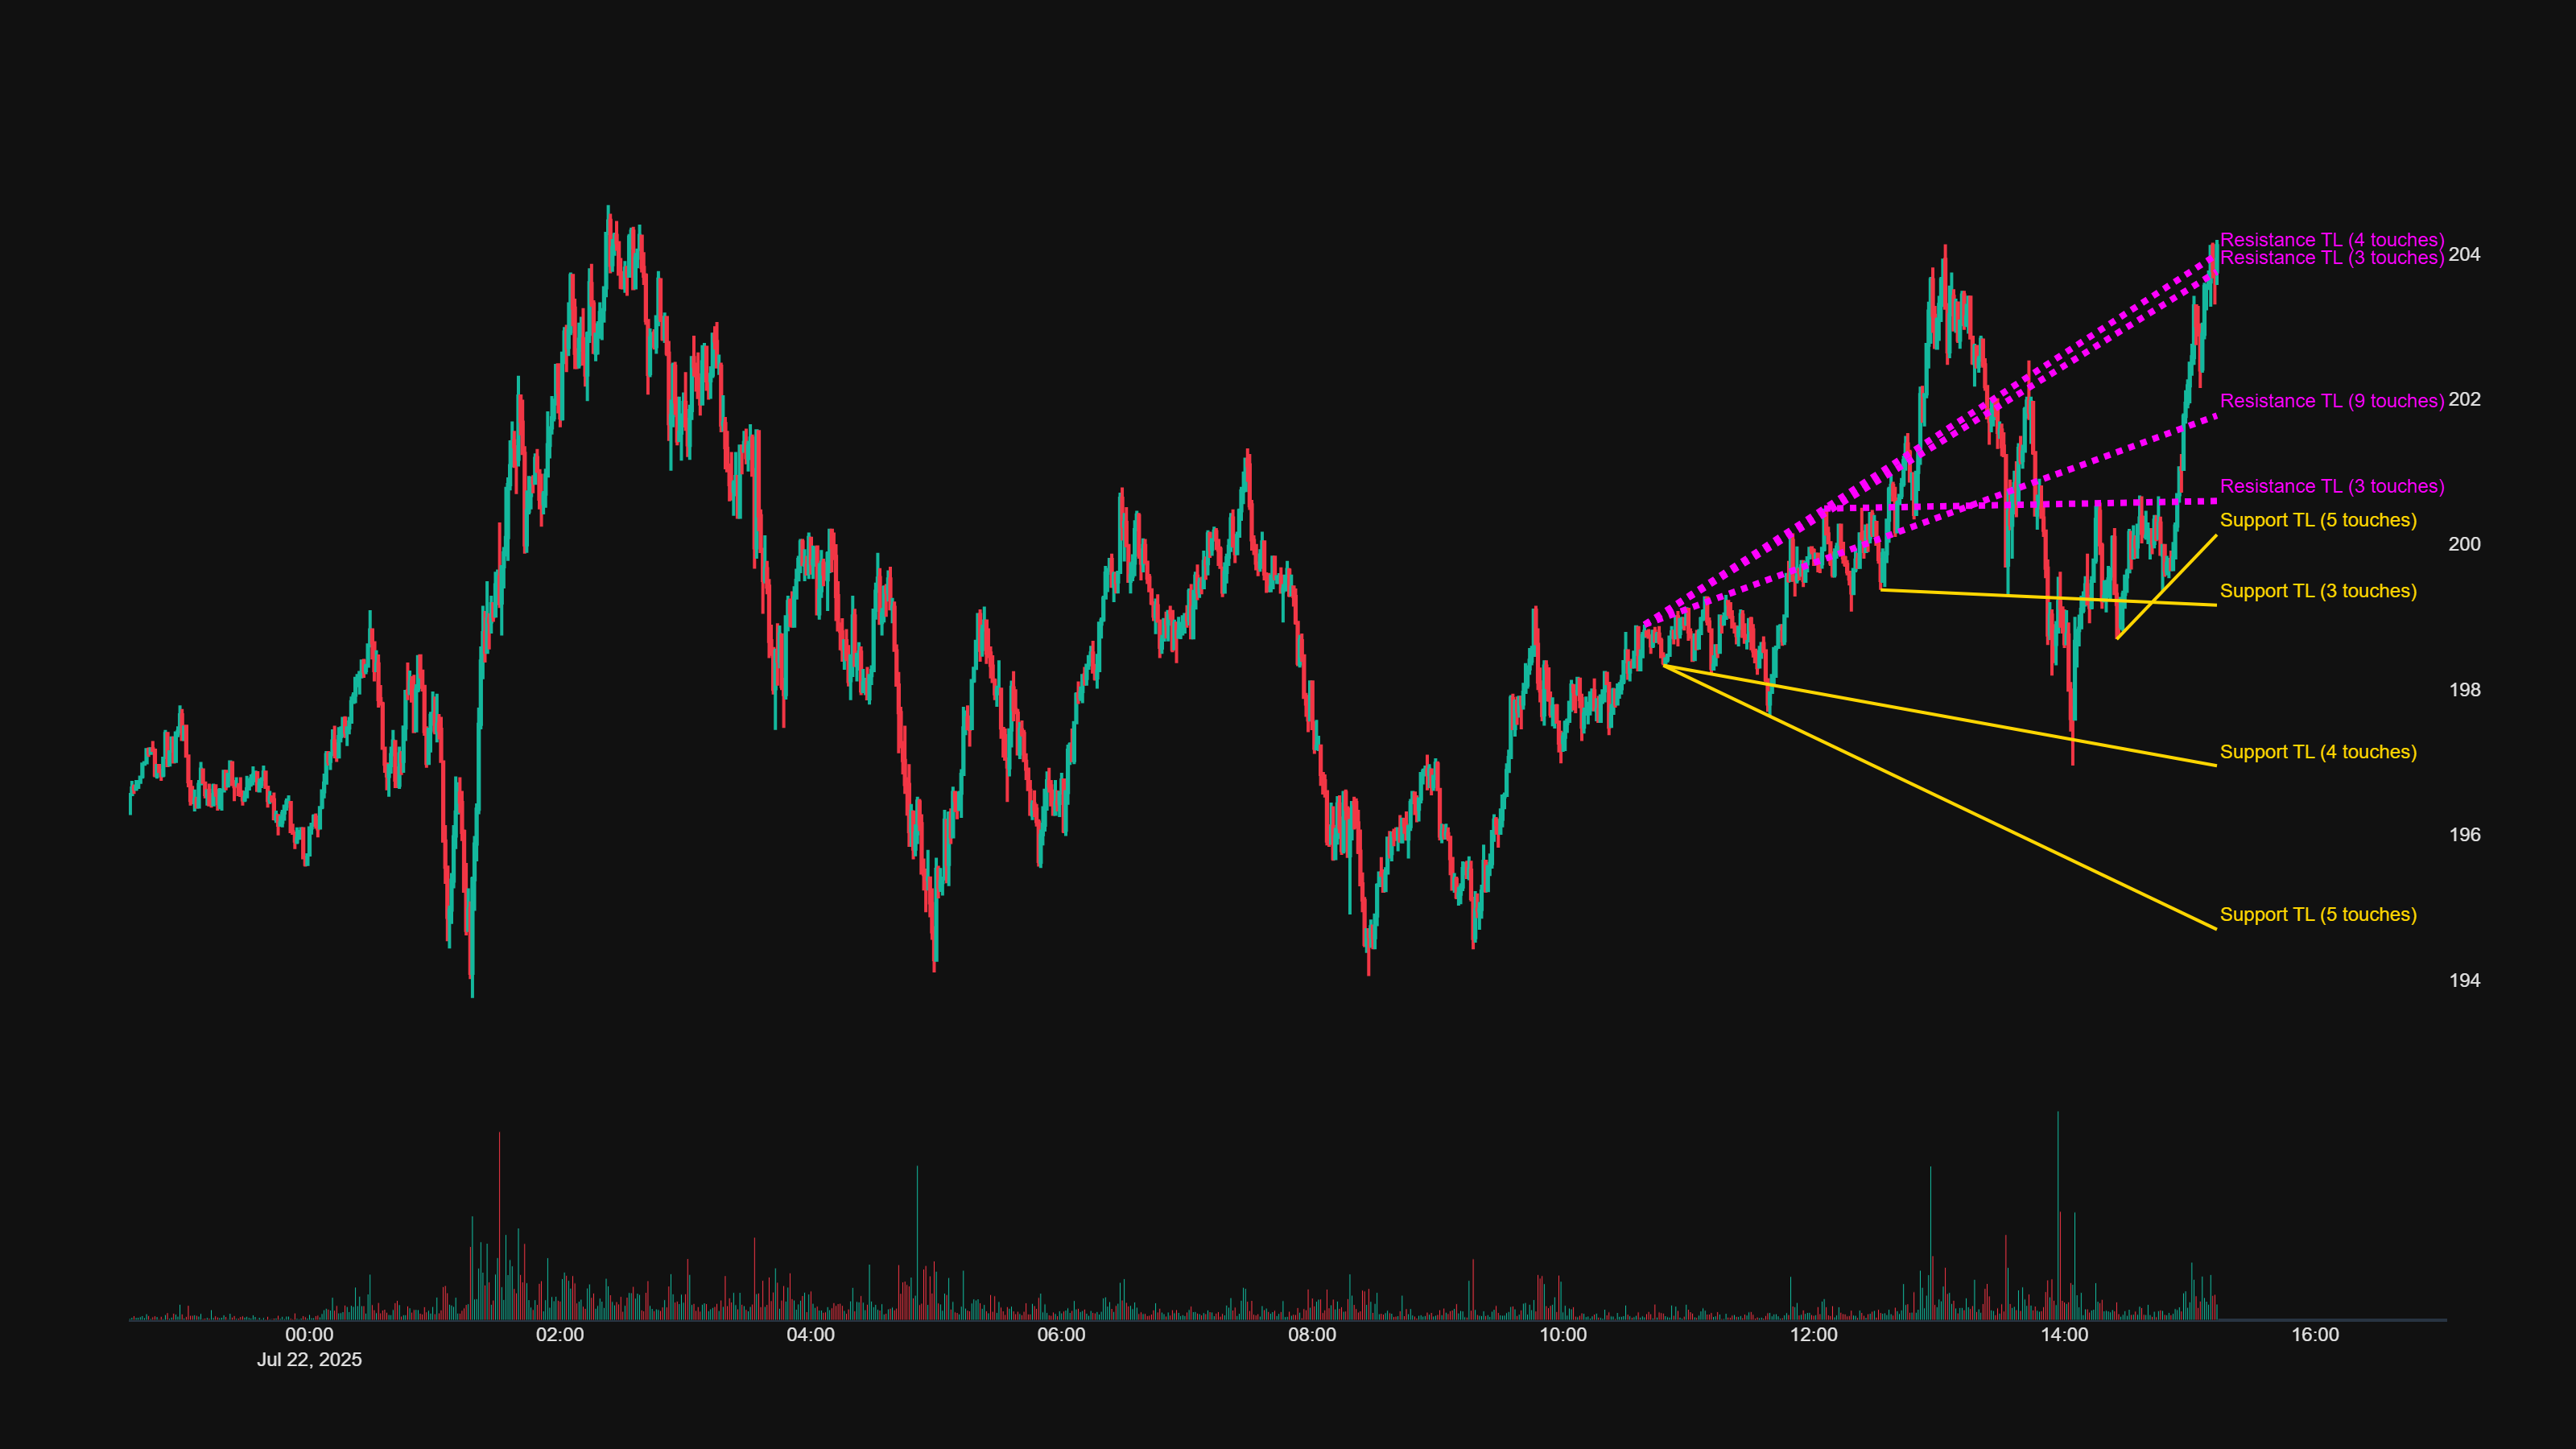 Resistance TL (4 touches)
204
Resistance TL (3 touches)
Resistance TL (9 touches)
202
Resistance TL (3 touches)
Support TL (5 touches)
200
Support TL (3 touches)
198
Support TL (4 touches)
196
Support TL (5 touches)
194
00:00 02:00 04:00 06:00 08:00 10:00 12:00 14:00 16:00
Jul 22, 2025